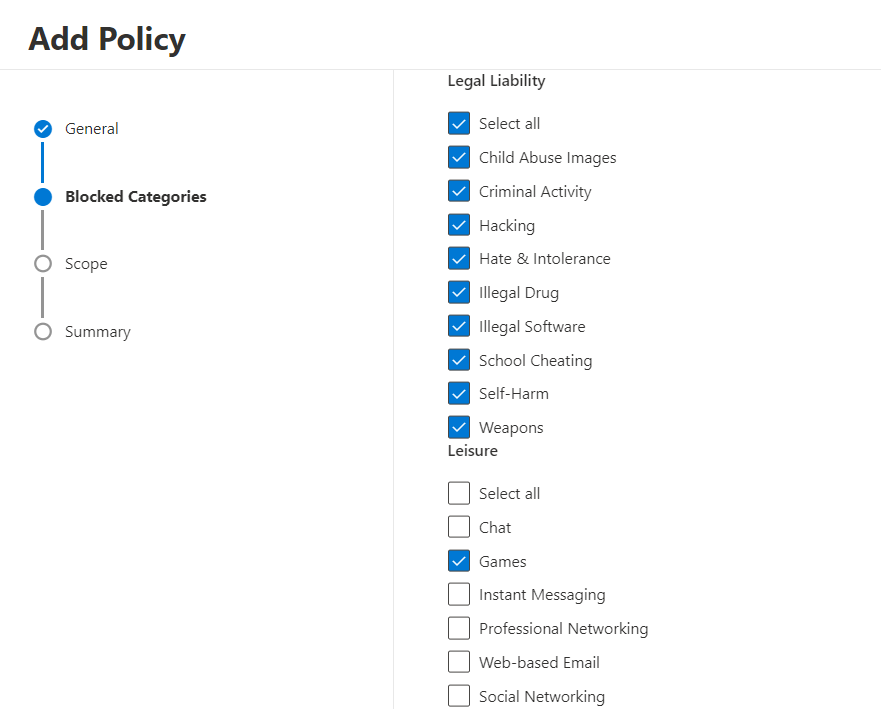 Add Policy
General
Blocked Categories
Scope
Summary
Legal Liability
Select all
Child Abuse Images
Criminal Activity
Hacking
Hate & Intolerance
Illegal Drug
Illegal Software
School Cheating
Self-Harm
Weapons
Leisure
Select all
Chat
Games
Instant Messaging
Professional Networking
Web-based Email
Social Networking